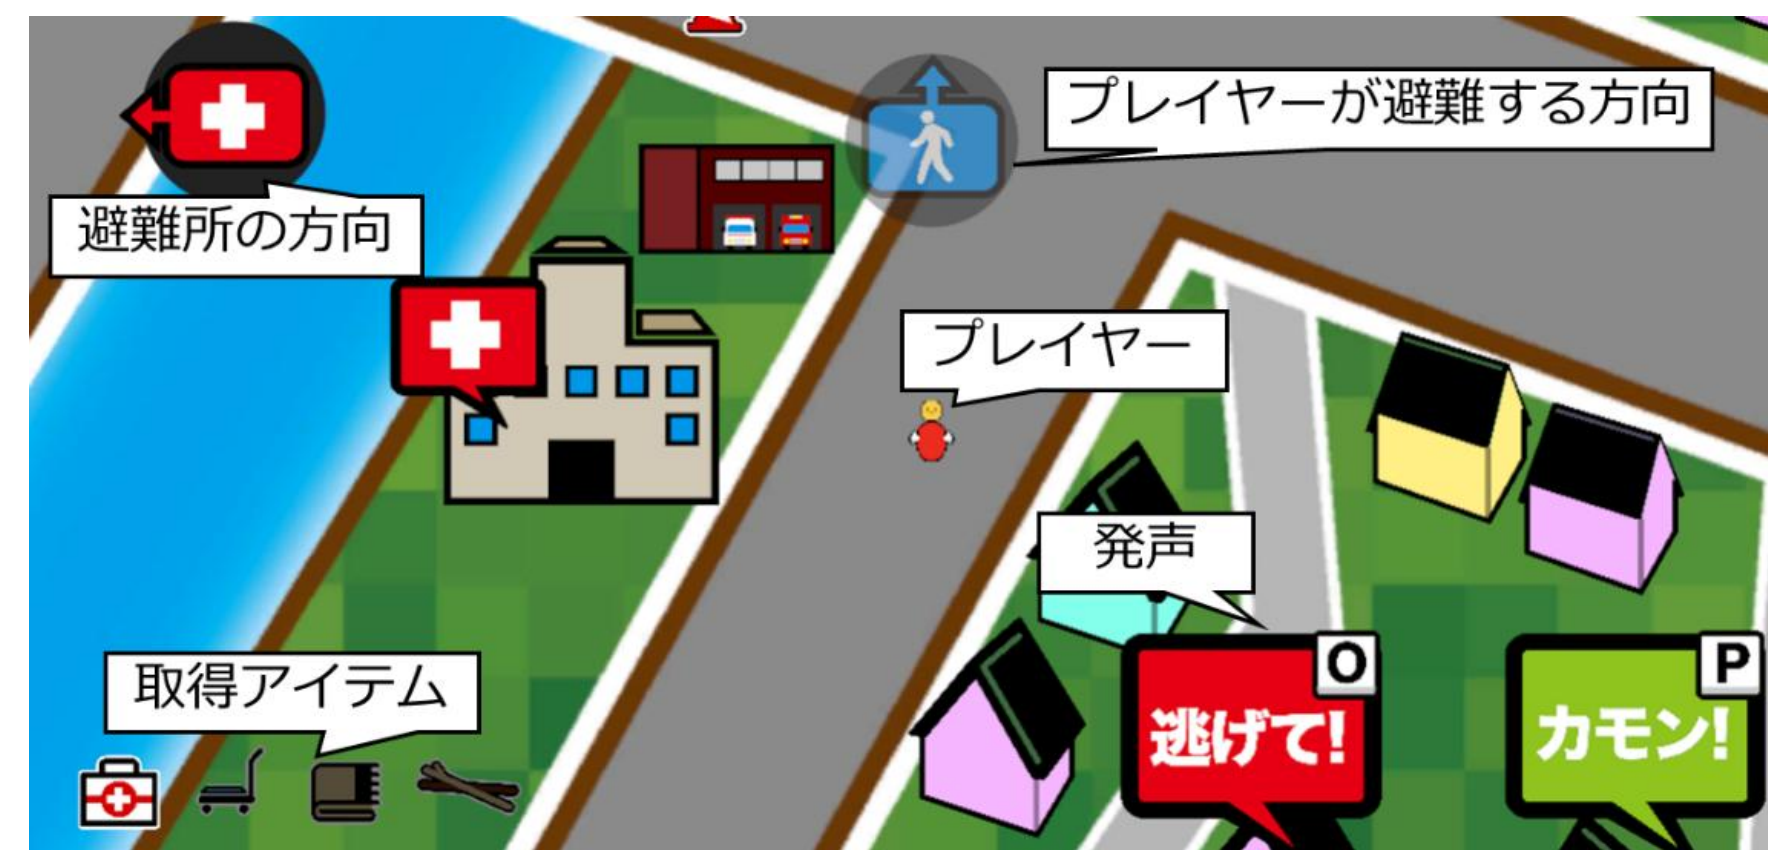 プレイヤーが避難する方向
避難所の方向
プレイヤー
発声
取得アイテム
O
逃げて!
P
カモン!